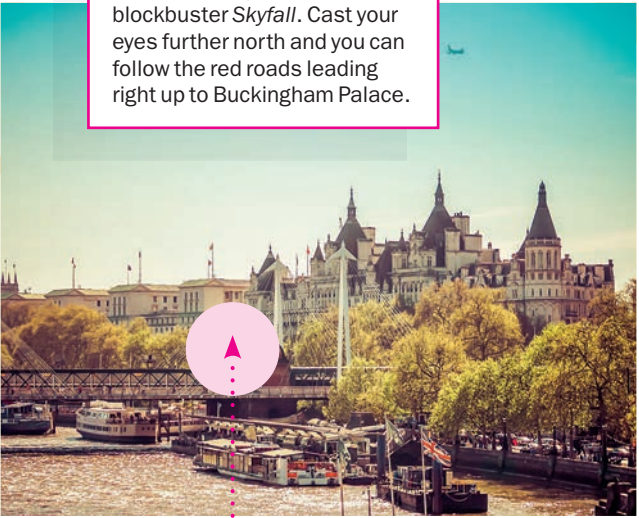 blockbuster Skyfall. Cast your
eyes further north and you can
follow the red roads leading
right up to Buckingham Palace.